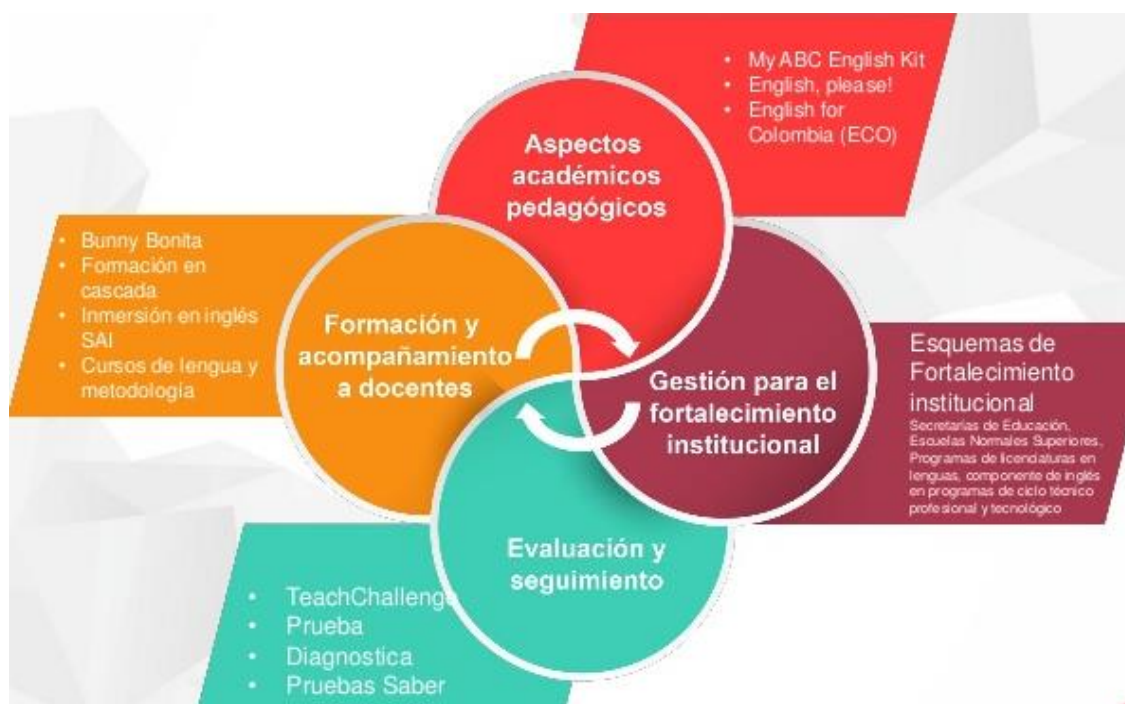 • My ABC English Kit
• English, please!
• English for
Colombia (ECO)
Aspectos
académicos
pedagógicos
• Bunny Bonita
• Formación en
cascada
• Inmersión en inglés
SAI
• Cursos de lengua y
metodología
Formación y
acompañamiento
a docentes
Gestión para el
fortalecimiento
institucional
Esquemas de
Fortalecimiento
institucional
Secretarías de Educación,
Escuelas Normales Superiores,
Programas de licenciaturas en
lenguas, componente de inglés
en programas de ciclo técnico
profesional y tecnológico
Evaluación y
seguimiento
• TeachChallenge
• Prueba
• Diagnostica
• Pruebas Saber